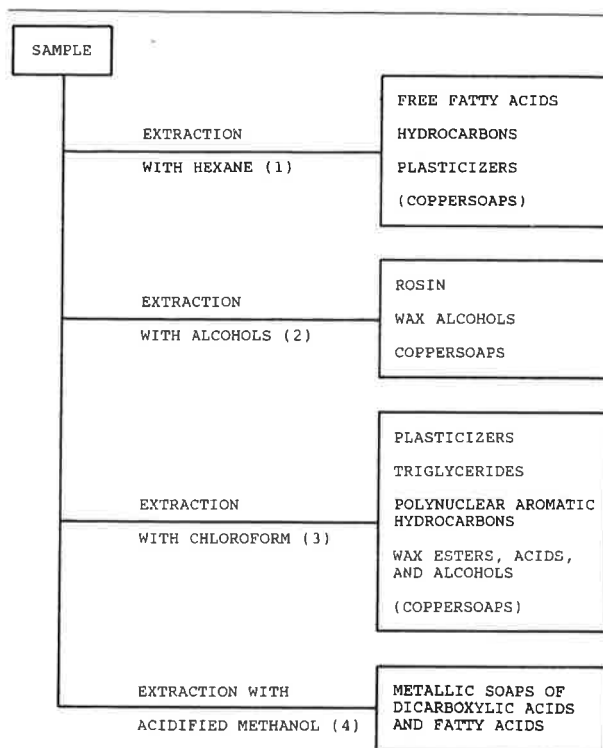 SAMPLE
EXTRACTION
WITH HEXANE (1)
FREE FATTY ACIDS
HYDROCARBONS
PLASTICIZERS
(COPPERSOAPS)
EXTRACTION
WITH ALCOHOLS (2)
ROSIN
WAX ALCOHOLS
COPPERSOAPS
EXTRACTION
WITH CHLOROFORM (3)
PLASTICIZERS
TRIGLYCERIDES
POLYNUCLEAR AROMATIC
HYDROCARBONS
WAX ESTERS, ACIDS,
AND ALCOHOLS
(COPPERSOAPS)
EXTRACTION WITH
ACIDIFIED METHANOL (4)
METALLIC SOAPS OF
DICARBOXYLIC ACIDS
AND FATTY ACIDS